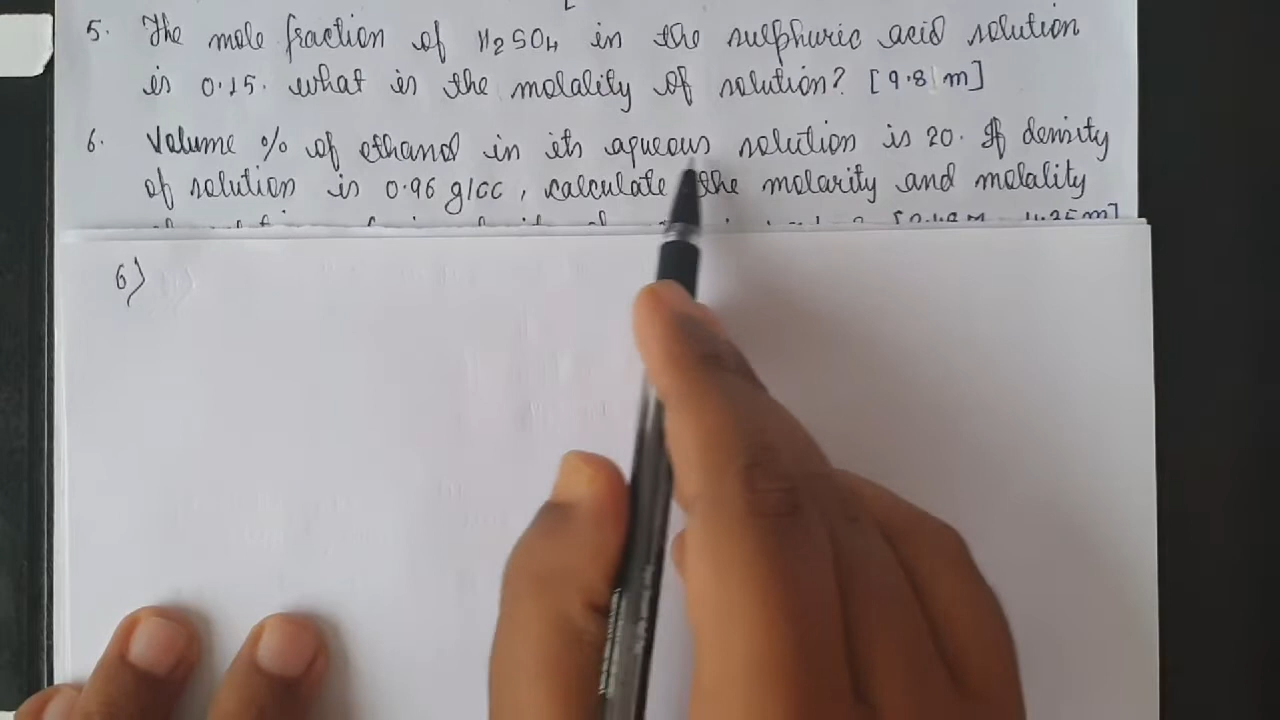 5. The mole fraction of H2SO4 in the sulphuric acid solution
is 0.15. what is the molality of solution? [9.8 m]
6. Volume % of ethanol in its aqueous solution is 20. If density
of solution is 0.96 g/cc, calculate the molarity and molality
6)